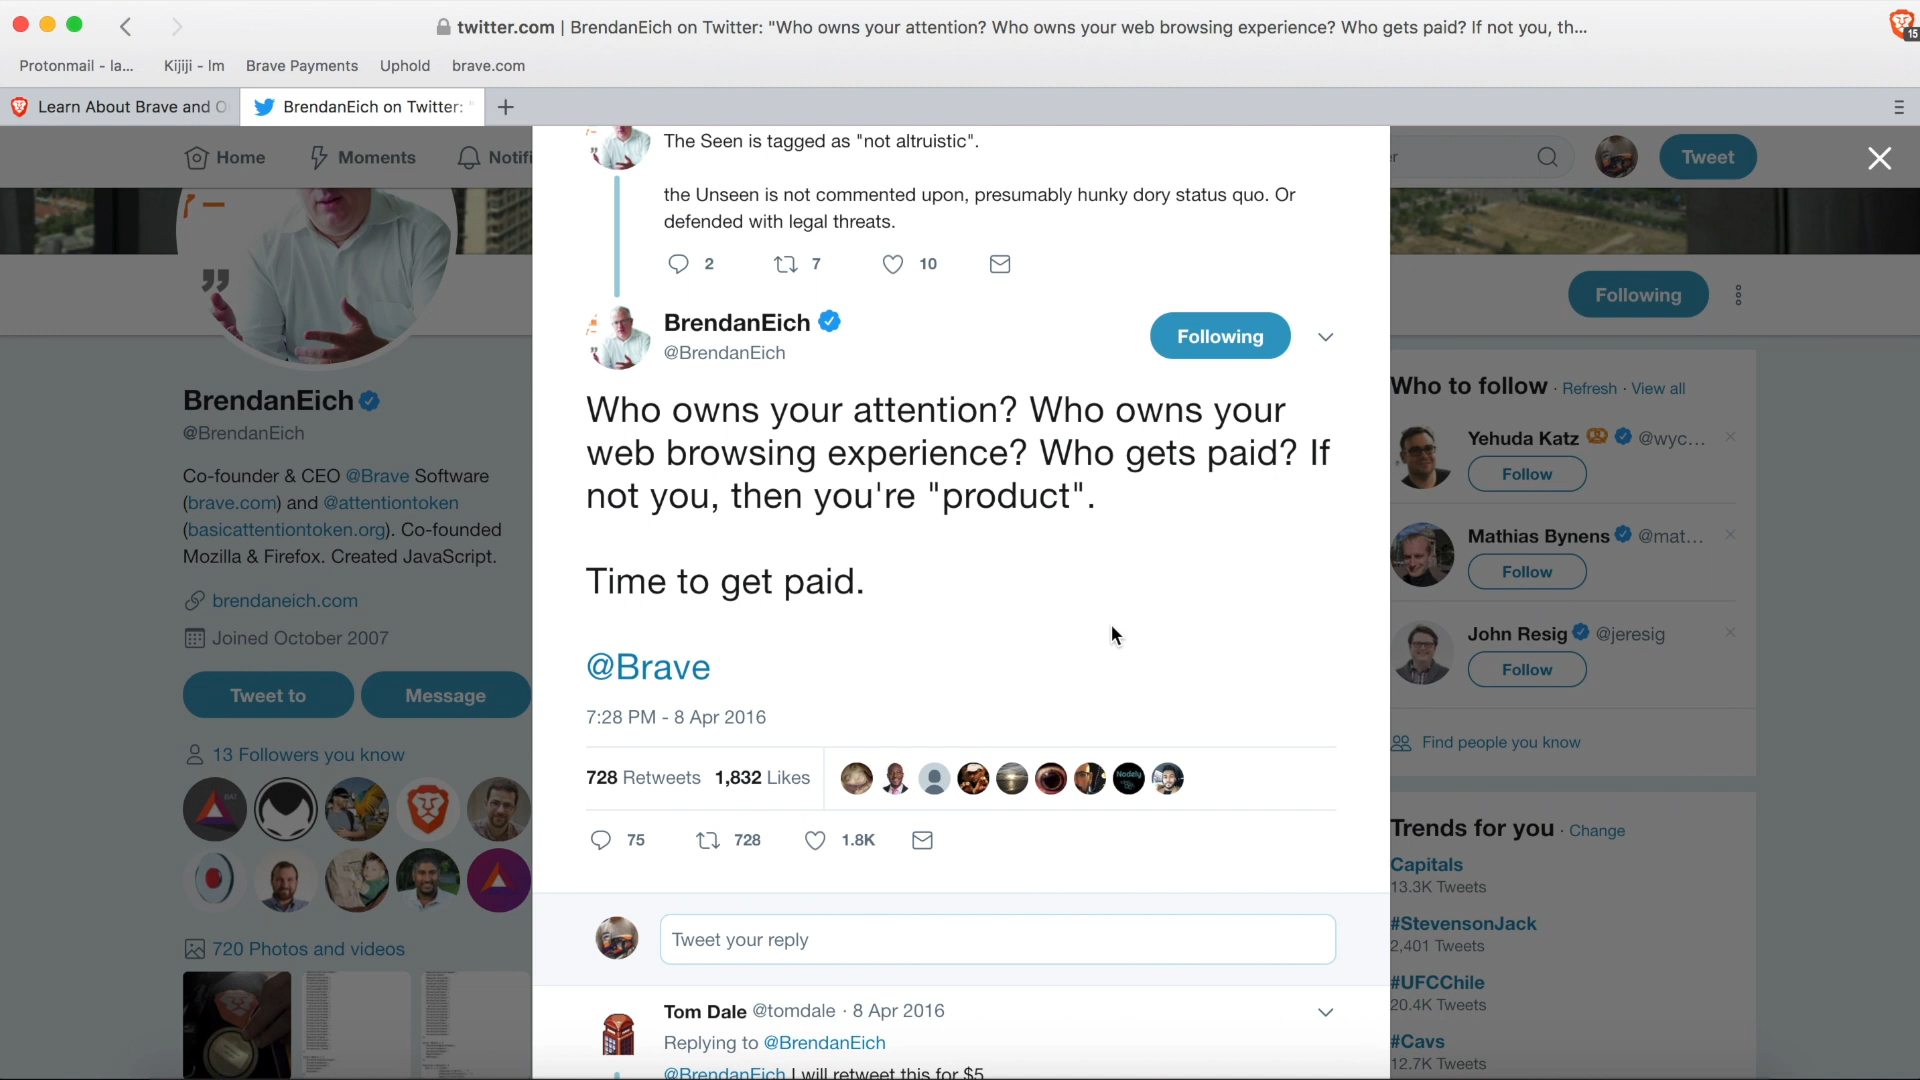 twitter.com | BrendanEich on Twitter: "Who owns your attention? Who owns your web browsing experience? Who gets paid? If not you, th...
15
Protonmail - la... Kijiji - Im Brave Payments Uphold brave.com
Learn About Brave and O
BrendanEich on Twitter: "
Home Moments Notifi
Tweet
The Seen is tagged as "not altruistic".
the Unseen is not commented upon, presumably hunky dory status quo. Or
defended with legal threats.
2 7 10
BrendanEich
@BrendanEich
Following
Who owns your attention? Who owns your
web browsing experience? Who gets paid? If
not you, then you're "product".
Time to get paid.
@Brave
7:28 PM - 8 Apr 2016
728 Retweets 1,832 Likes
Nodely
75 728 1.8K
Tweet your reply
Tom Dale @tomdale · 8 Apr 2016
Replying to @BrendanEich
@BrendanEich I will retweet this for $5
BrendanEich
@BrendanEich
Co-founder & CEO @Brave Software
(brave.com) and @attentiontoken
(basicattentiontoken.org). Co-founded
Mozilla & Firefox. Created JavaScript.
brendaneich.com
Joined October 2007
Tweet to Message
13 Followers you know
BAT
720 Photos and videos
Following
Who to follow · Refresh · View all
Yehuda Katz @wyc...
Follow
Mathias Bynens @mat...
Follow
John Resig @jeresig
Follow
Find people you know
Trends for you · Change
Capitals
13.3K Tweets
#StevensonJack
2,401 Tweets
#UFCChile
20.4K Tweets
#Cavs
12.7K Tweets